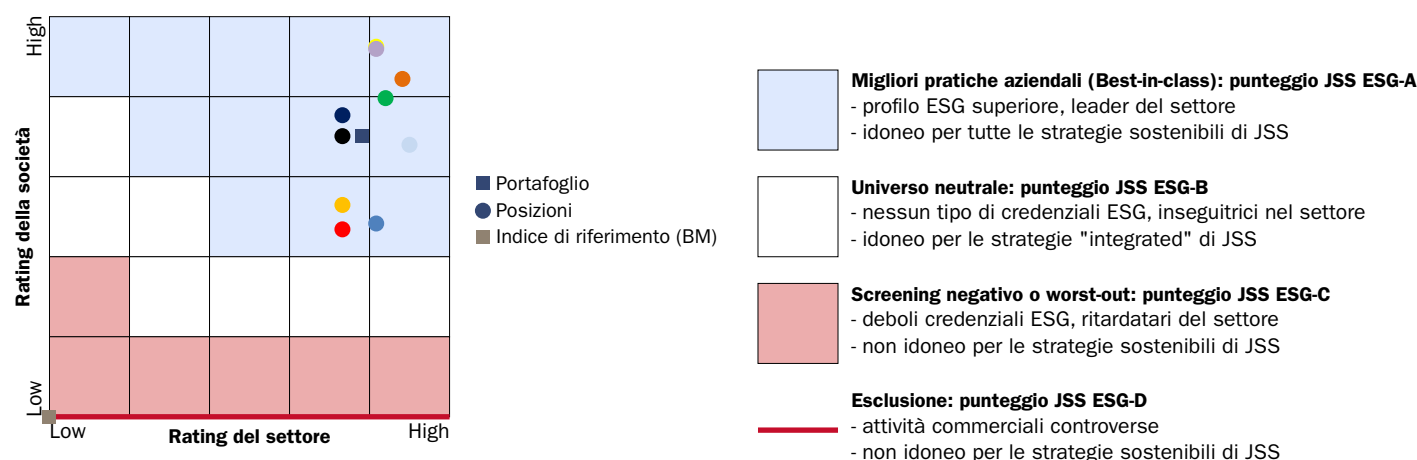 High
Rating della società
Low
Low
Rating del settore
High
Portafoglio
Posizioni
Indice di riferimento (BM)
Migliori pratiche aziendali (Best-in-class): punteggio JSS ESG-A
- profilo ESG superiore, leader del settore
- idoneo per tutte le strategie sostenibili di JSS
Universo neutrale: punteggio JSS ESG-B
- nessun tipo di credenziali ESG, inseguitrici nel settore
- idoneo per le strategie "integrated" di JSS
Screening negativo o worst-out: punteggio JSS ESG-C
- deboli credenziali ESG, ritardatari del settore
- non idoneo per le strategie sostenibili di JSS
Esclusione: punteggio JSS ESG-D
- attività commerciali controverse
- non idoneo per le strategie sostenibili di JSS